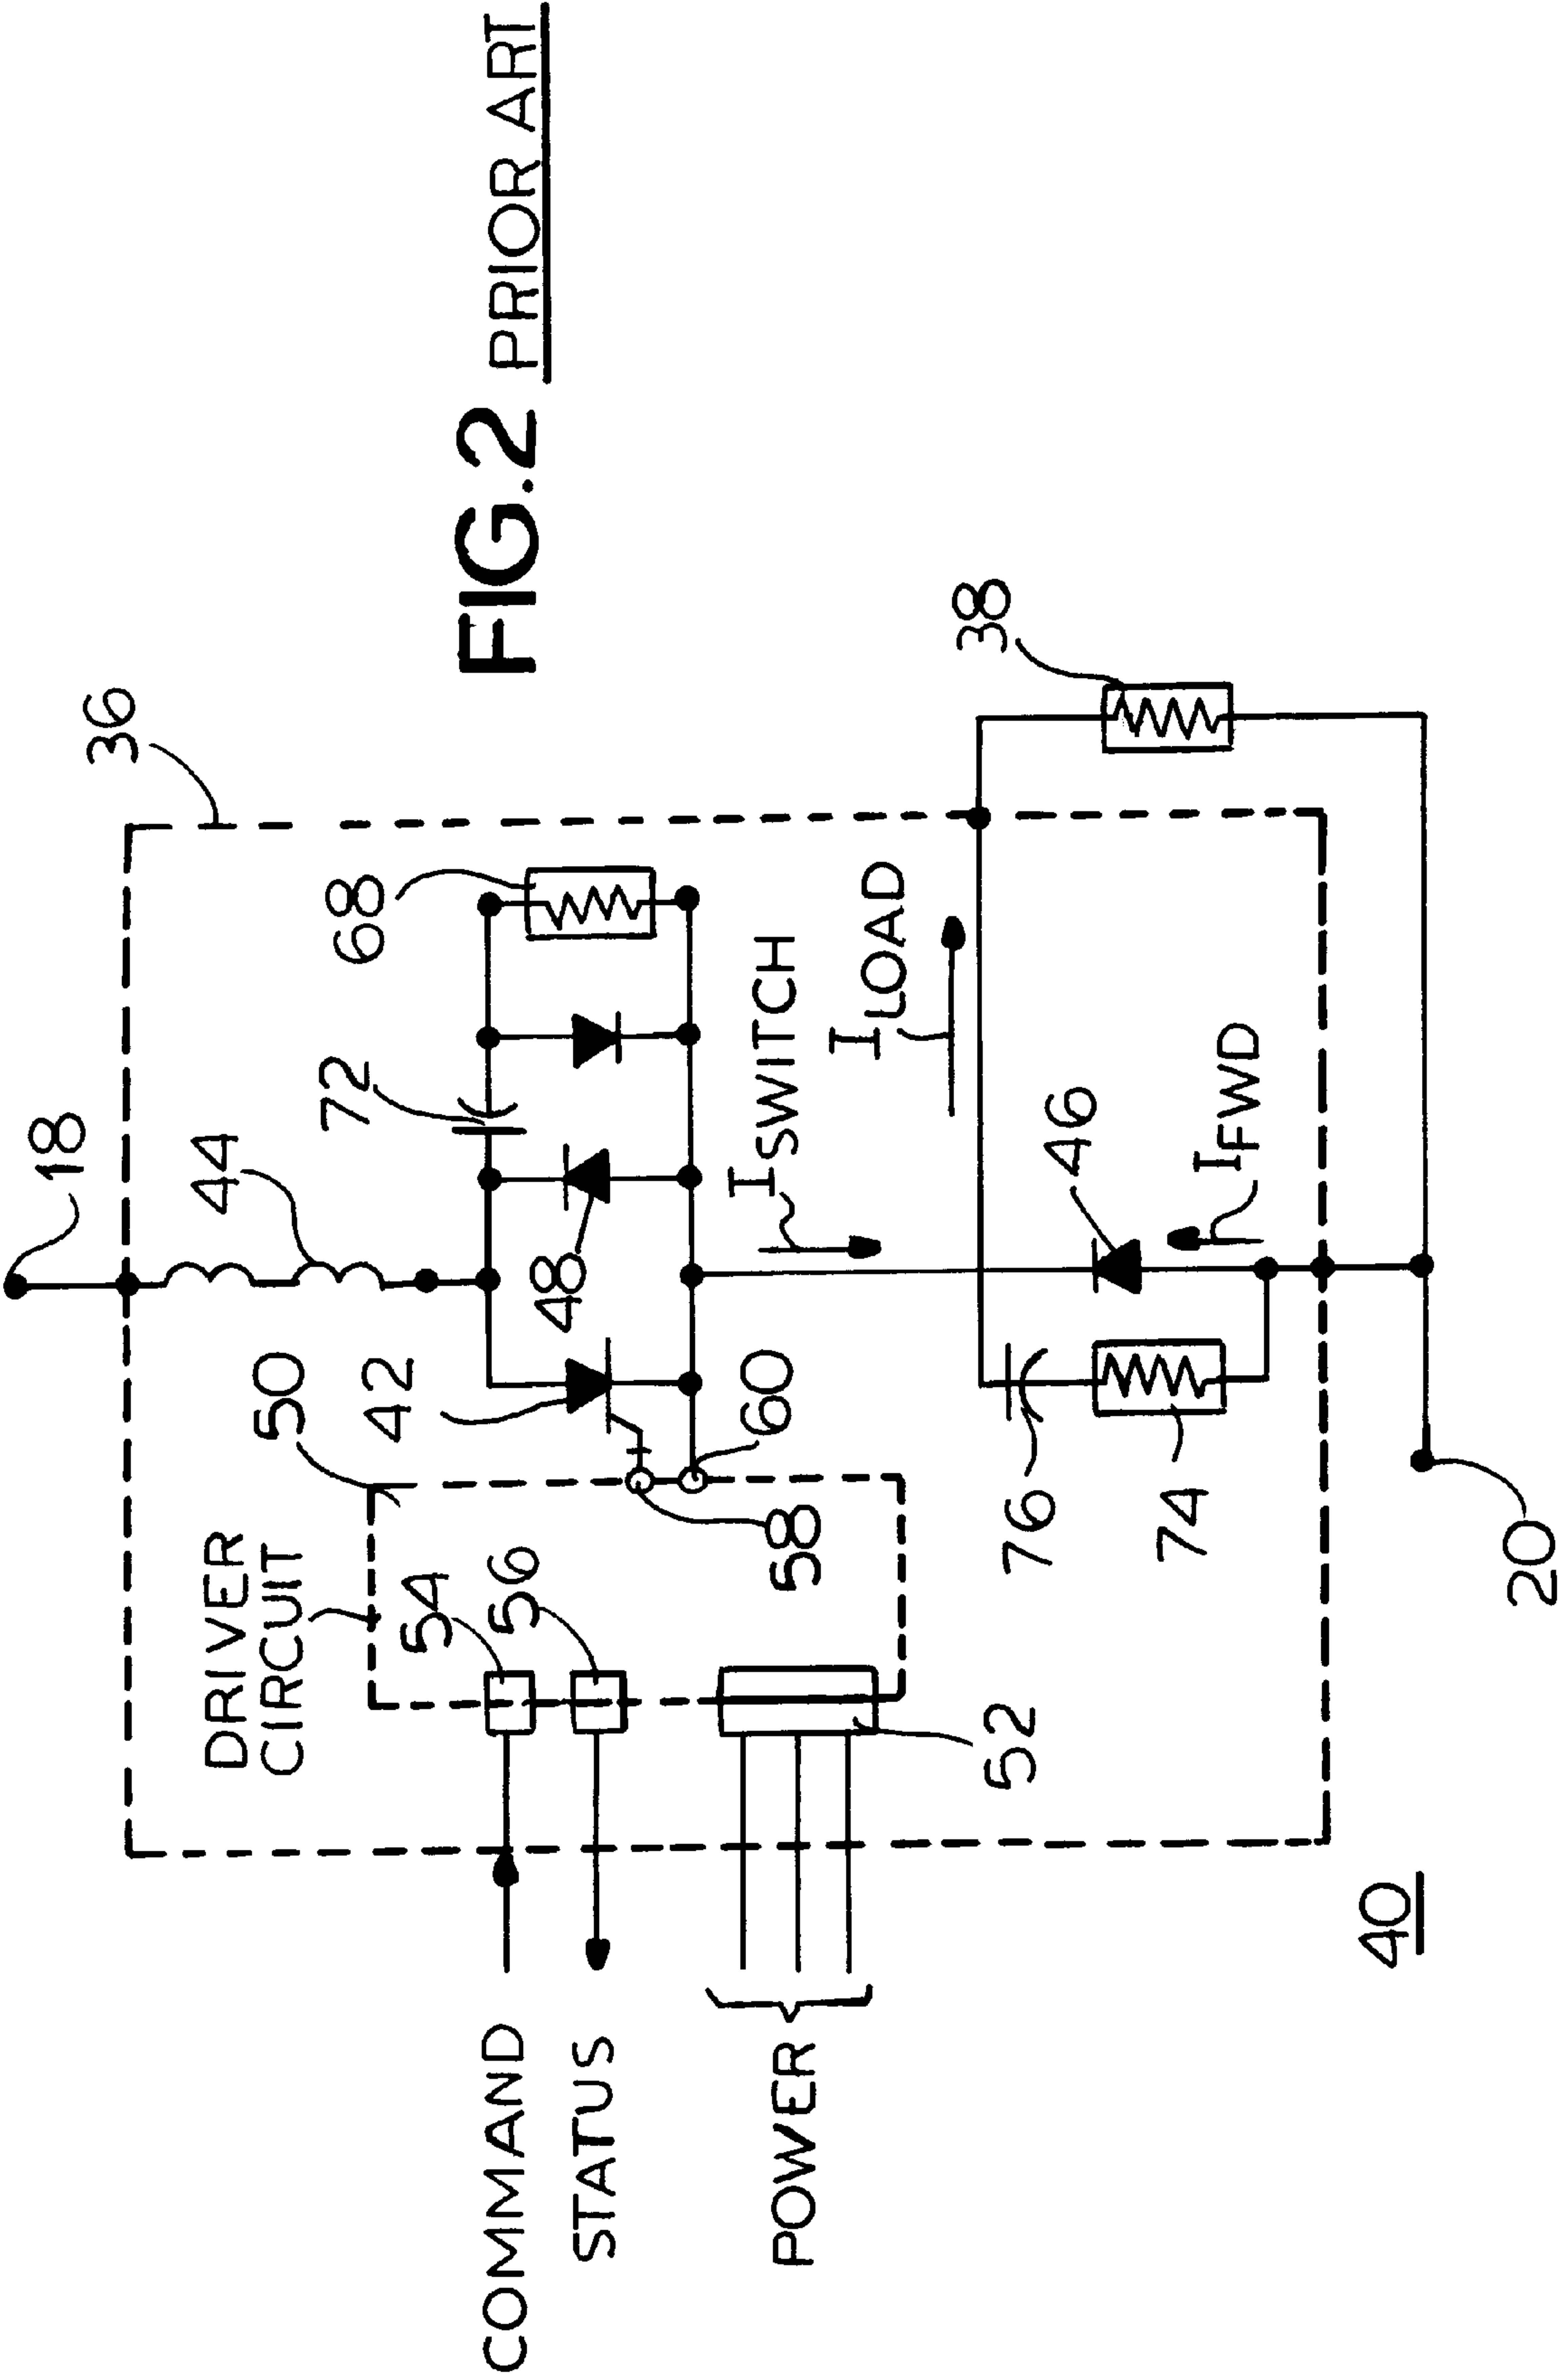 FIG.2 PRIOR ART
18
36
44
50
42
DRIVER
CIRCUIT
54
56
48
72
68
58
60
52
COMMAND
STATUS
POWER
ISWITCH
ILOAD
IFWD
46
76
74
38
20
40